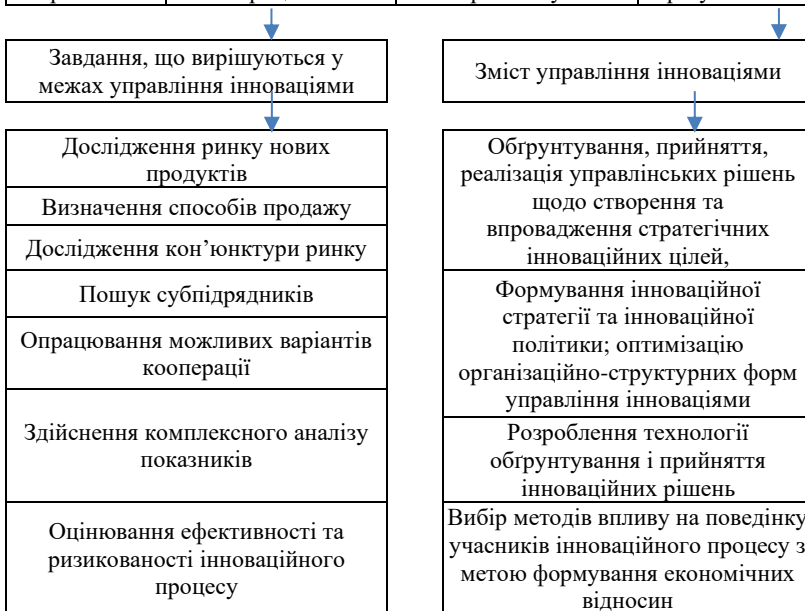 Завдання, що вирішуються у
межах управління інноваціями
Дослідження ринку нових
продуктів
Визначення способів продажу
Дослідження кон’юнктури ринку
Пошук субпідрядників
Опрацювання можливих варіантів
кооперації
Здійснення комплексного аналізу
показників
Оцінювання ефективності та
ризикованості інноваційного
процесу
Зміст управління інноваціями
Обґрунтування, прийняття,
реалізація управлінських рішень
щодо створення та
впровадження стратегічних
інноваційних цілей,
Формування інноваційної
стратегії та інноваційної
політики; оптимізацію
організаційно-структурних форм
управління інноваціями
Розроблення технології
обґрунтування і прийняття
інноваційних рішень
Вибір методів впливу на поведінку
учасників інноваційного процесу з
метою формування економічних
відносин